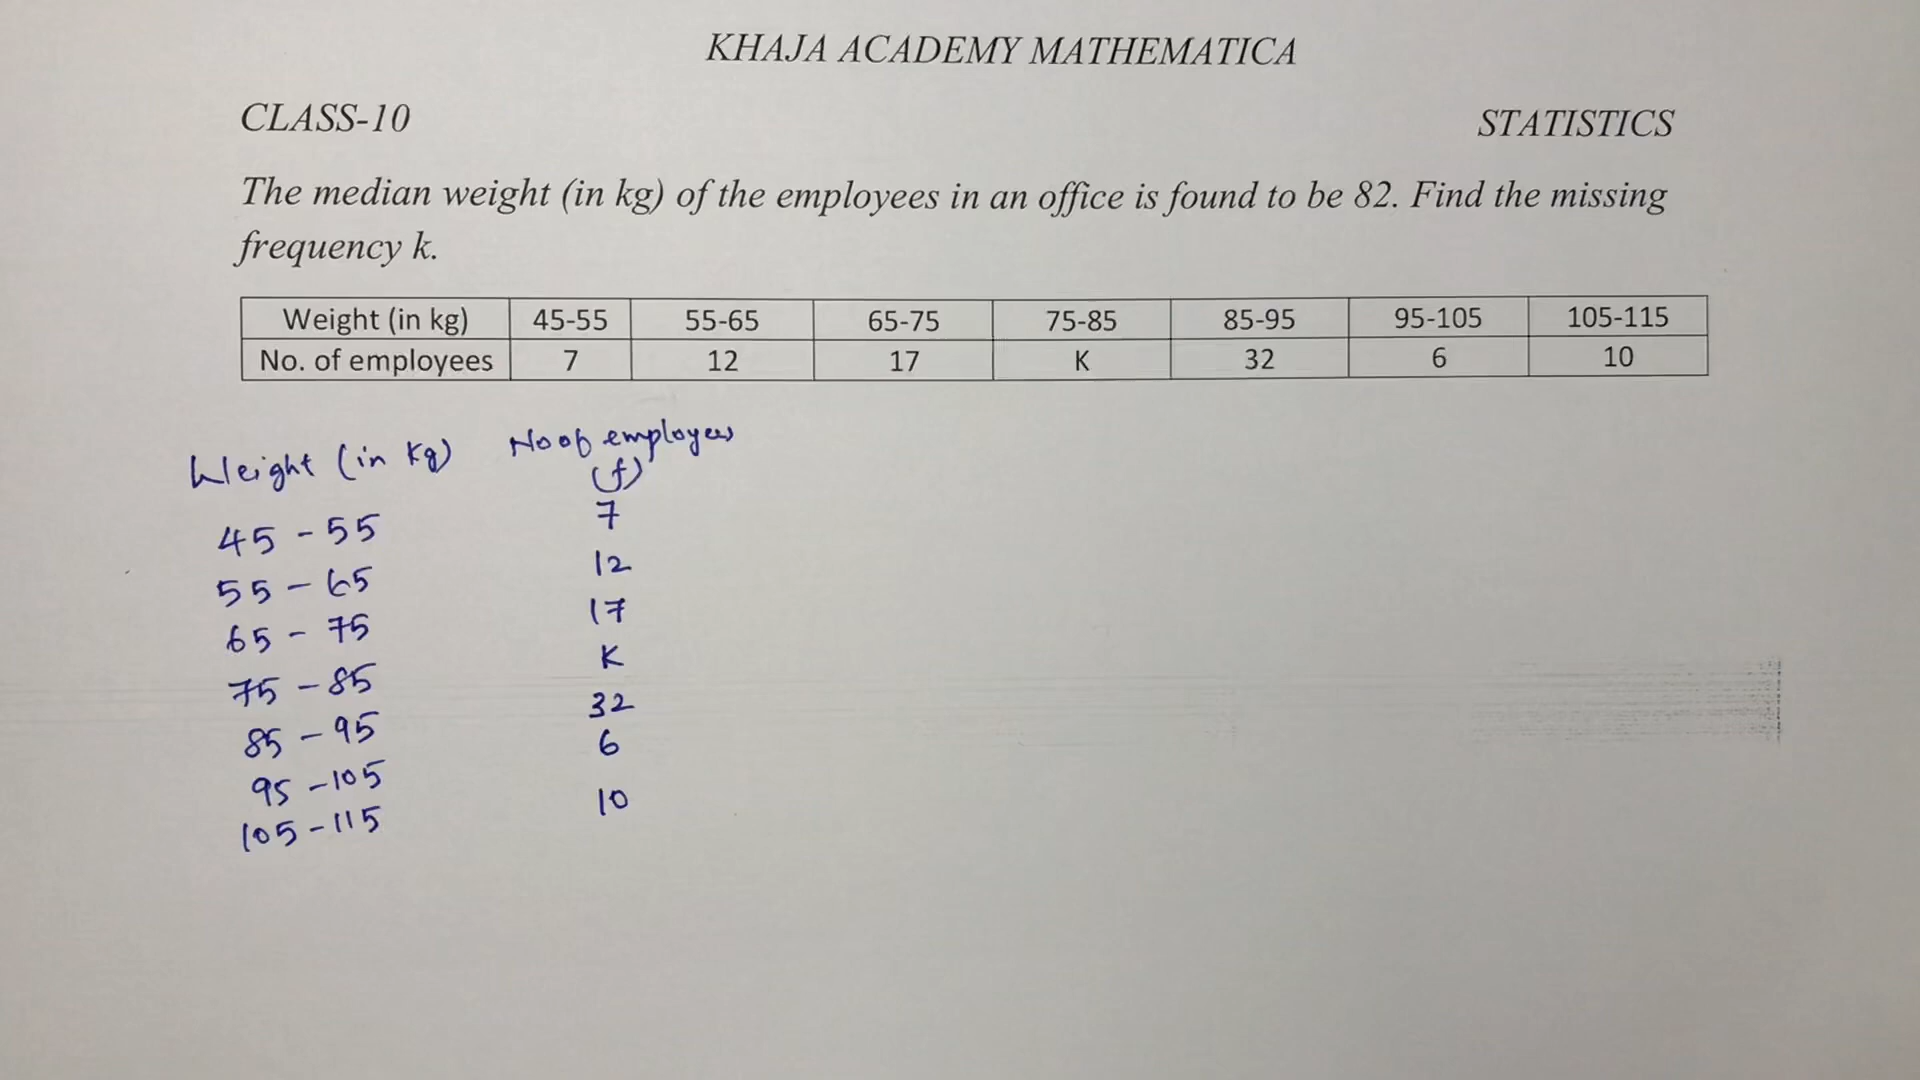 KHAJA ACADEMY MATHEMATICA
CLASS-10 STATISTICS
The median weight (in kg) of the employees in an office is found to be 82. Find the missing
frequency k.
Weight (in kg) 45-55 55-65 65-75 75-85 85-95 95-105 105-115
No. of employees 7 12 17 K 32 6 10
Weight (in kg) No of employees
(f)
45 - 55 7
55 - 65 12
65 - 75 17
75 - 85 K
85 - 95 32
95 - 105 6
105 - 115 10